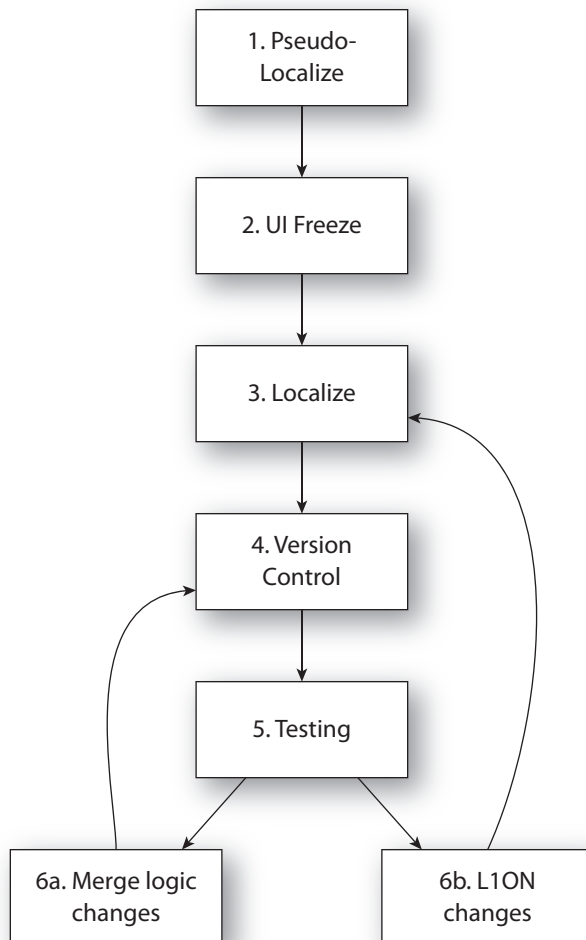 1. Pseudo-
Localize
2. UI Freeze
3. Localize
4. Version
Control
5. Testing
6a. Merge logic
changes
6b. L1ON
changes